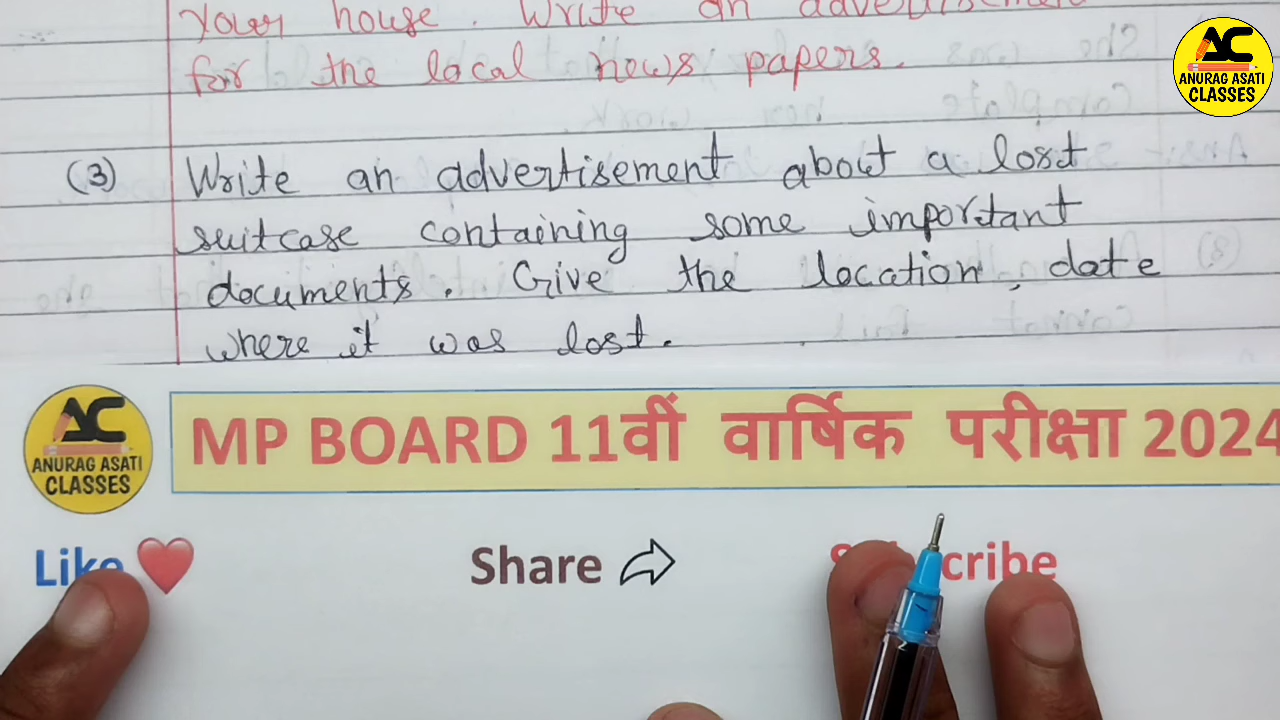 your house. Write an advertisement
for the local news papers.
AC
ANURAG ASATI
CLASSES
(3) Write an advertisement about a lost
suitcase containing some important
documents. Give the location, date
where it was lost.
AC
ANURAG ASATI
CLASSES
MP BOARD 11वीं वार्षिक परीक्षा 2024
Like
Share
Subscribe